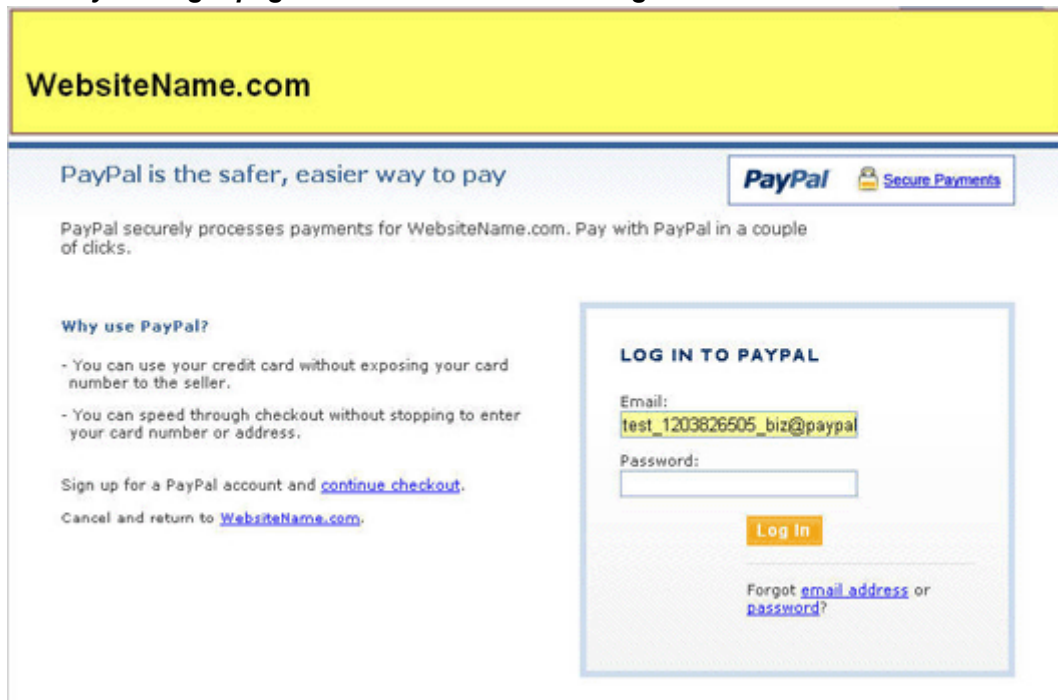 WebsiteName.com
PayPal is the safer, easier way to pay
PayPal Secure Payments
PayPal securely processes payments for WebsiteName.com. Pay with PayPal in a couple
of clicks.
Why use PayPal?
- You can use your credit card without exposing your card
number to the seller.
- You can speed through checkout without stopping to enter
your card number or address.
Sign up for a PayPal account and continue checkout.
Cancel and return to WebsiteName.com.
LOG IN TO PAYPAL
Email:
test_1203826505_biz@paypal
Password:
Log In
Forgot email address or
password?